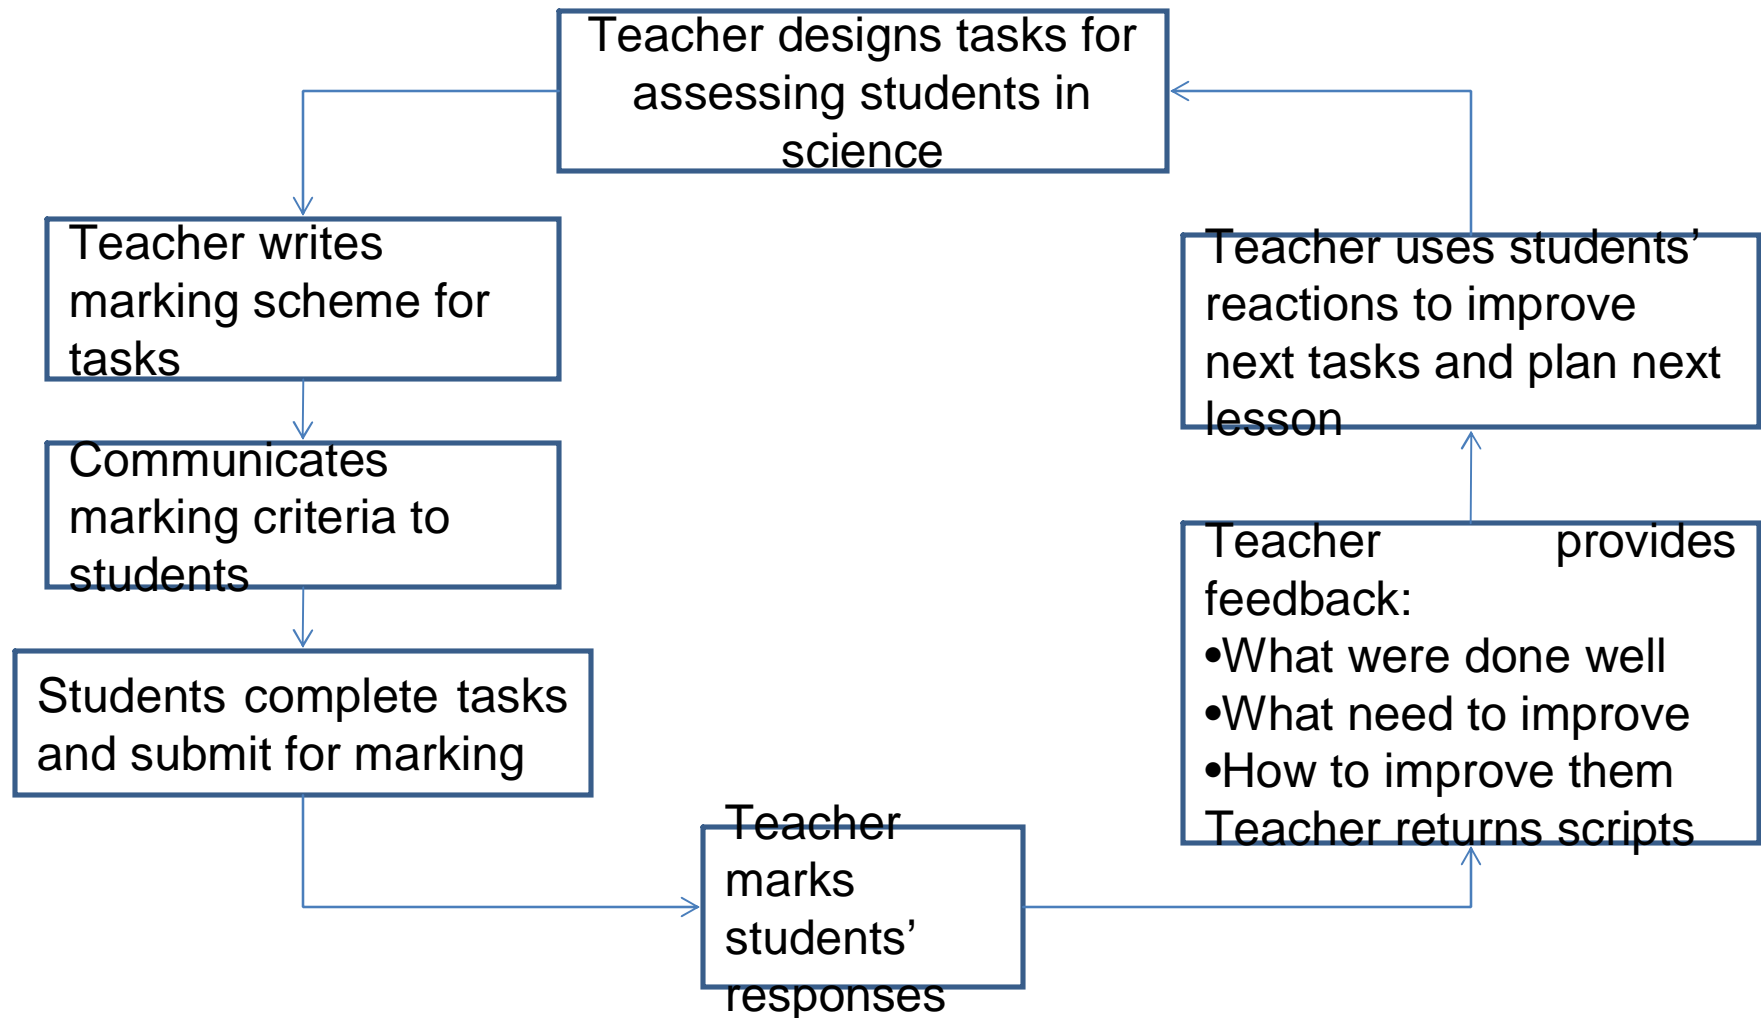 Teacher designs tasks for
assessing students in
science
Teacher writes
marking scheme for
tasks
Communicates
marking criteria to
students
Students complete tasks
and submit for marking
Teacher
marks
students’
responses
Teacher provides
feedback:
•What were done well
•What need to improve
•How to improve them
Teacher returns scripts
Teacher uses students’
reactions to improve
next tasks and plan next
lesson